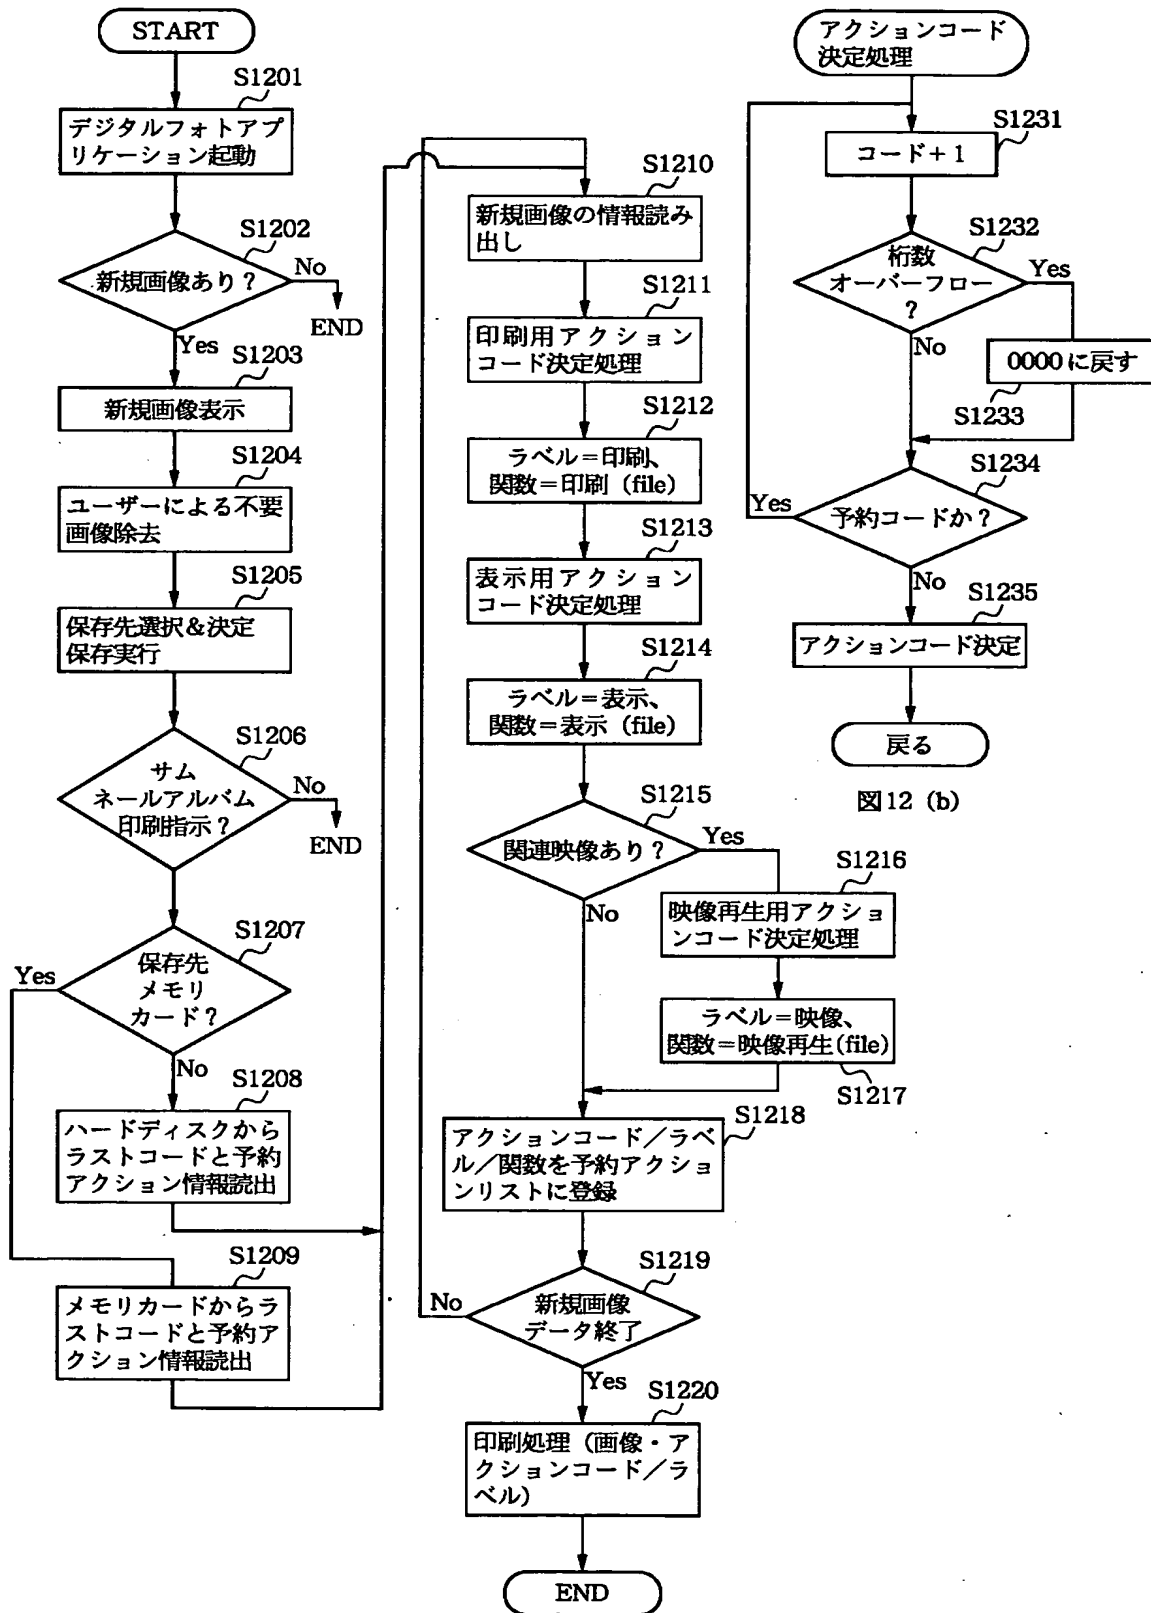 START
S1201
デジタルフォトアプ
リケーション起動
S1202
新規画像あり？
No
END
Yes
S1203
新規画像表示
S1204
ユーザーによる不要
画像除去
S1205
保存先選択＆決定
保存実行
S1206
サム
ネールアルバム
印刷指示？
No
END
S1207
保存先
メモリ
カード？
Yes
No
S1208
ハードディスクから
ラストコードと予約
アクション情報読出
S1209
メモリカードからラ
ストコードと予約ア
クション情報読出
S1210
新規画像の情報読み
出し
S1211
印刷用アクション
コード決定処理
S1212
ラベル＝印刷、
関数＝印刷（file）
S1213
表示用アクション
コード決定処理
S1214
ラベル＝表示、
関数＝表示（file）
S1215
関連映像あり？
Yes
No
S1216
映像再生用アクショ
ンコード決定処理
ラベル＝映像、
関数＝映像再生(file)
S1217
S1218
アクションコード／ラベ
ル／関数を予約アクショ
ンリストに登録
S1219
新規画像
データ終了
No
Yes
S1220
印刷処理（画像・ア
クションコード／ラ
ベル）
END
アクションコード
決定処理
S1231
コード＋1
S1232
桁数
オーバーフロー
？
Yes
No
0000に戻す
S1233
S1234
予約コードか？
Yes
No
S1235
アクションコード決定
戻る
図12（b）